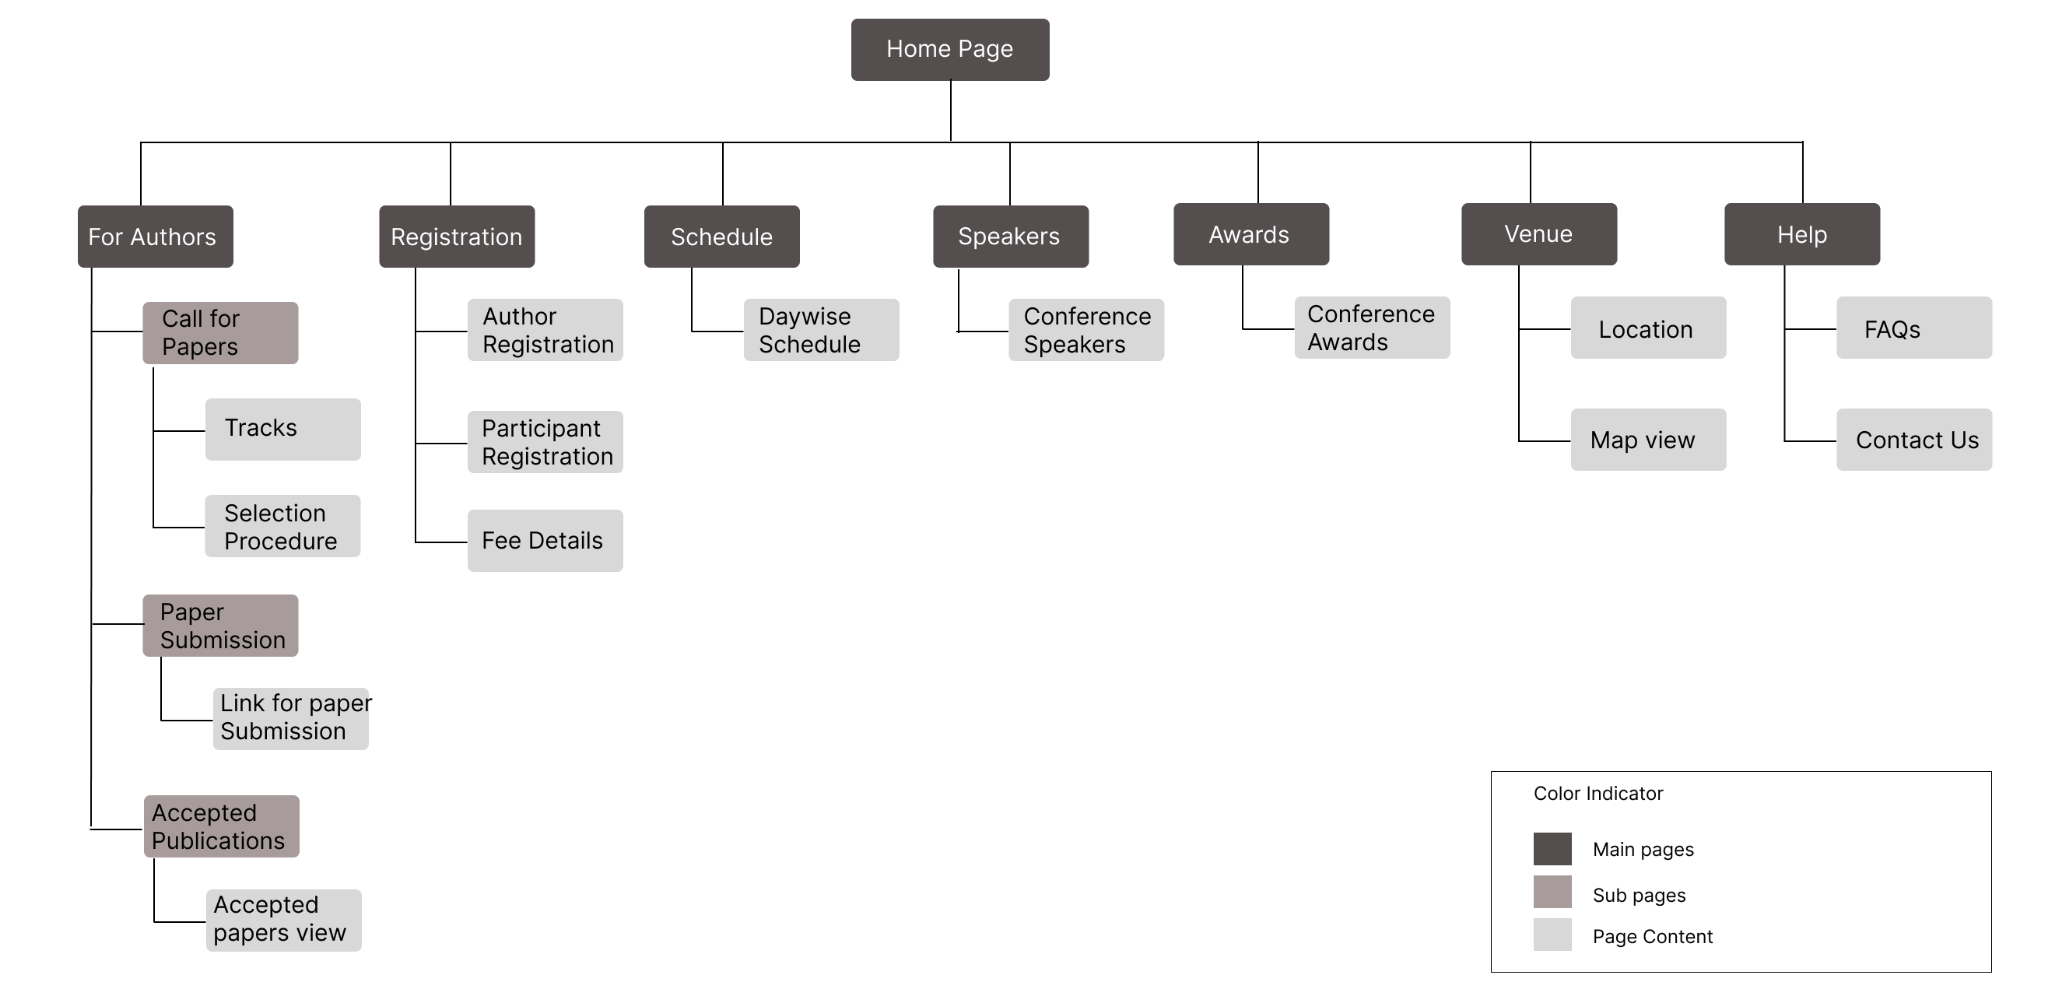 Home Page
For Authors
Registration
Schedule
Speakers
Awards
Venue
Help
Call for
Papers
Tracks
Selection
Procedure
Paper
Submission
Link for paper
Submission
Accepted
Publications
Accepted
papers view
Author
Registration
Participant
Registration
Fee Details
Daywise
Schedule
Conference
Speakers
Conference
Awards
Location
Map view
FAQs
Contact Us
Color Indicator
Main pages
Sub pages
Page Content